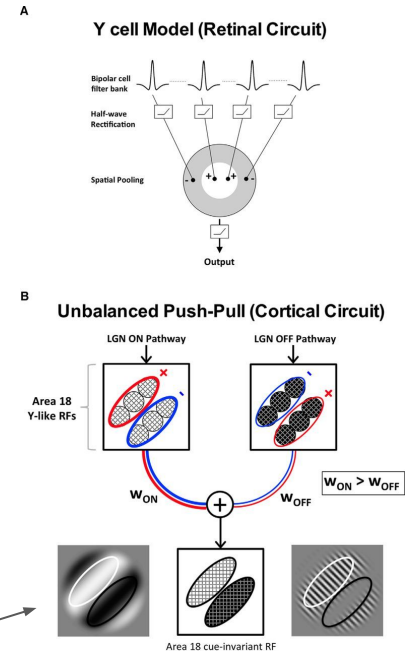 A
Y cell Model (Retinal Circuit)
Bipolar cell
filter bank
Half-wave
Rectification
Spatial Pooling
- + + -
Output
B
Unbalanced Push-Pull (Cortical Circuit)
LGN ON Pathway
LGN OFF Pathway
Area 18
Y-like RFs
+ -
- +
WON
WOFF
WON > WOFF
+
Area 18 cue-invariant RF